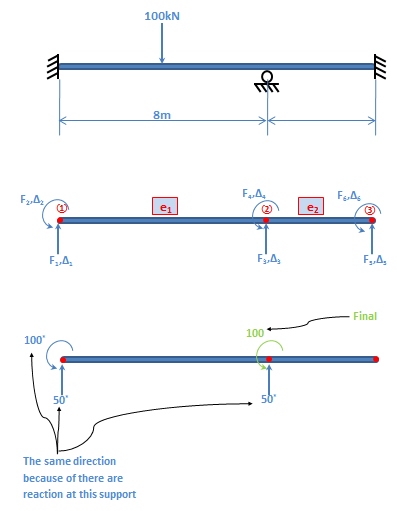 100kN
8m
F₂,Δ₂
①
e₁
F₄,Δ₄
②
e₂
F₆,Δ₆
③
F₁,Δ₁
F₃,Δ₃
F₅,Δ₅
Final
100
100*
50*
50*
The same direction
because of there are
reaction at this support